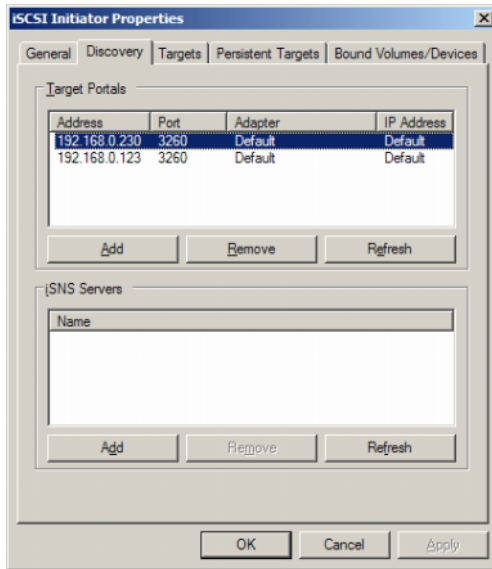 iSCSI Initiator Properties
General Discovery Targets Persistent Targets Bound Volumes/Devices
Target Portals
Address Port Adapter IP Address
192.168.0.230 3260 Default Default
192.168.0.123 3260 Default Default
Add Remove Refresh
iSNS Servers
Name
Add Remove Refresh
OK Cancel Apply